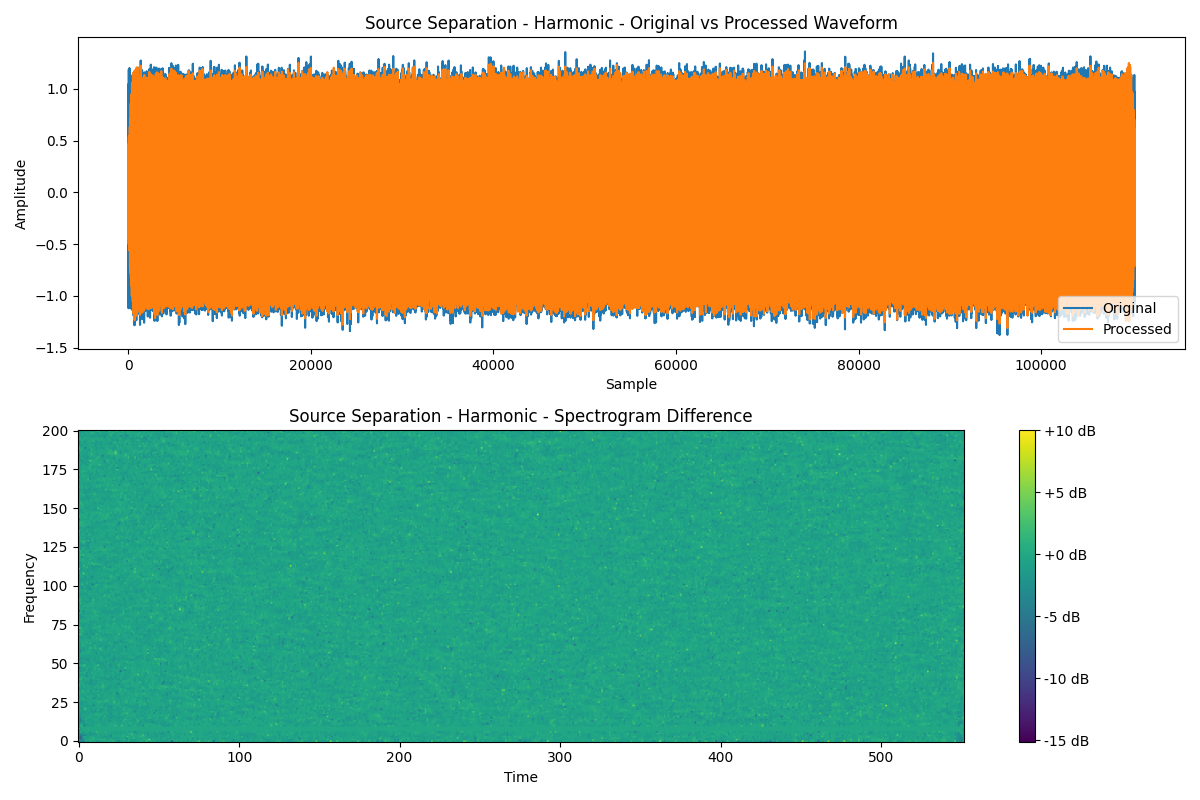 Source Separation - Harmonic - Original vs Processed Waveform
Amplitude
1.0
0.5
0.0
−0.5
−1.0
−1.5
0
20000
40000
60000
80000
100000
Sample
Original
Processed
Source Separation - Harmonic - Spectrogram Difference
Frequency
200
175
150
125
100
75
50
25
0
0
100
200
300
400
500
Time
+10 dB
+5 dB
+0 dB
-5 dB
-10 dB
-15 dB